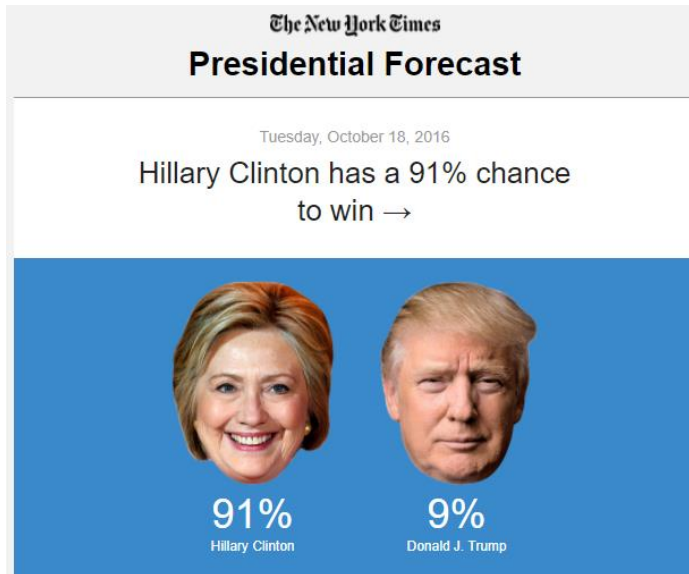 The New York Times
Presidential Forecast
Tuesday, October 18, 2016
Hillary Clinton has a 91% chance
to win →
91% 9%
Hillary Clinton Donald J. Trump